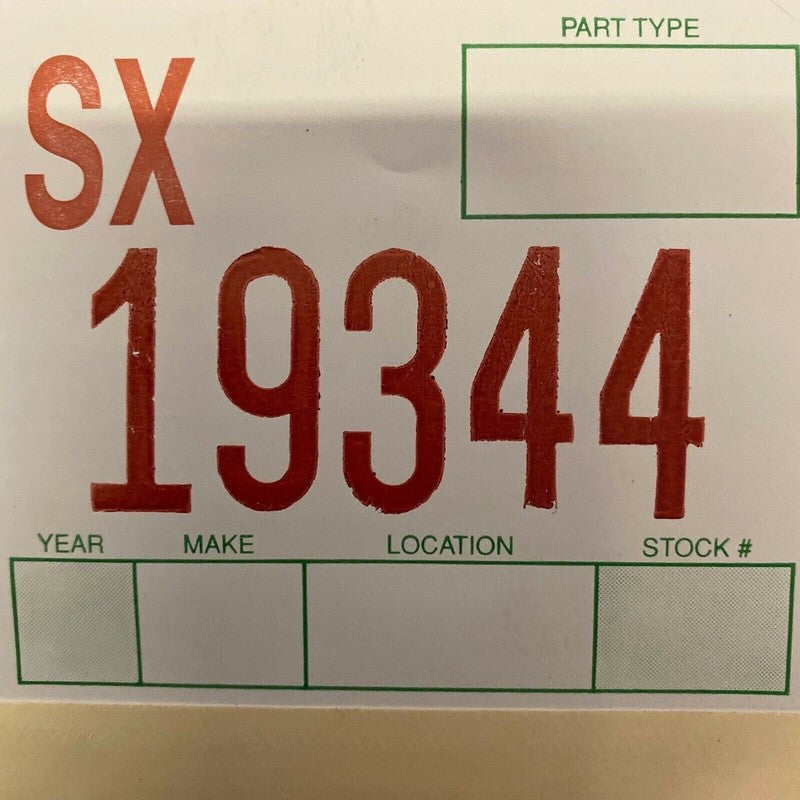 PART TYPE
SX
19344
YEAR MAKE LOCATION STOCK #